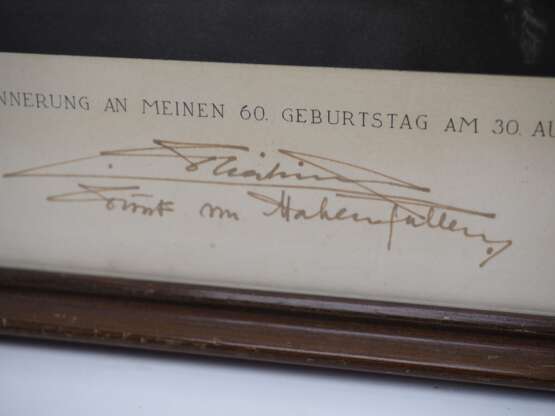 NNERUNG AN MEINEN 60. GEBURTSTAG AM 30. AU
Fürst von Hohenzollern.